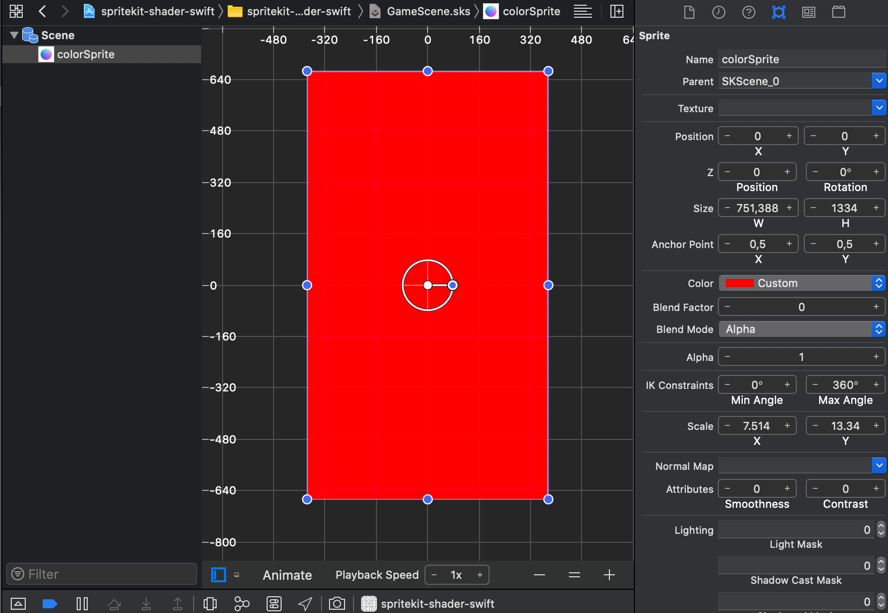 spritekit-shader-swift
spritekit-...der-swift
GameScene.sks
colorSprite
Scene
colorSprite
Filter
-480 -320 -160 0 160 320 480 64
640
480
320
160
0
-160
-320
-480
-640
-800
Animate
Playback Speed
− 1x +
spritekit-shader-swift
Sprite
Name colorSprite
Parent SKScene_0
Texture
Position − 0 + − 0 +
X Y
Z − 0 + − 0° +
Position Rotation
Size − 751,388 + − 1334 +
W H
Anchor Point − 0,5 + − 0,5 +
X Y
Color Custom
Blend Factor − 0 +
Blend Mode Alpha
Alpha − 1 +
IK Constraints − 0° + − 360° +
Min Angle Max Angle
Scale − 7.514 + − 13.34 +
X Y
Normal Map
Attributes − 0 + − 0 +
Smoothness Contrast
Lighting 0
Light Mask
0
Shadow Cast Mask
0